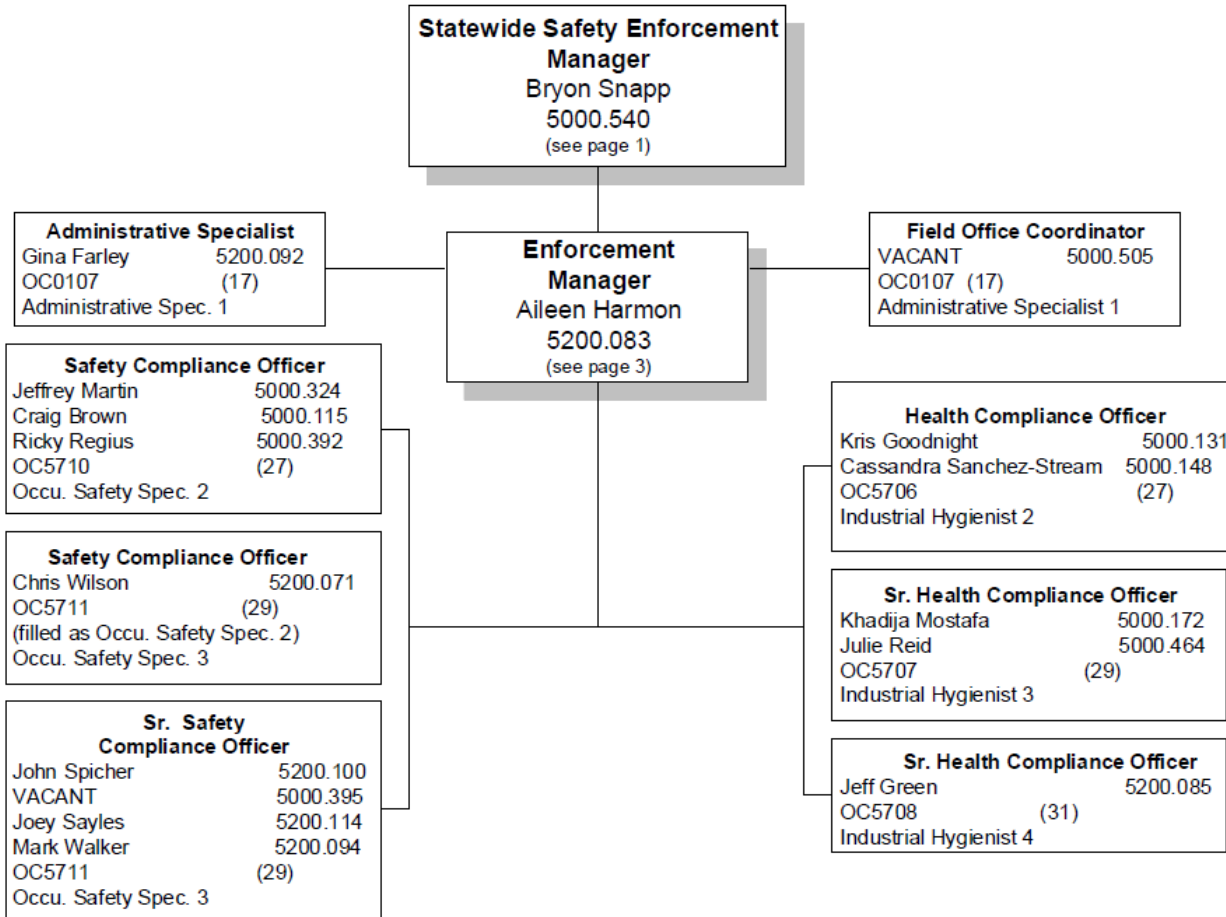 Statewide Safety Enforcement
Manager
Bryon Snapp
5000.540
(see page 1)
Administrative Specialist
Gina Farley 5200.092
OC0107 (17)
Administrative Spec. 1
Enforcement
Manager
Aileen Harmon
5200.083
(see page 3)
Field Office Coordinator
VACANT 5000.505
OC0107 (17)
Administrative Specialist 1
Safety Compliance Officer
Jeffrey Martin 5000.324
Craig Brown 5000.115
Ricky Regius 5000.392
OC5710 (27)
Occu. Safety Spec. 2
Safety Compliance Officer
Chris Wilson 5200.071
OC5711 (29)
(filled as Occu. Safety Spec. 2)
Occu. Safety Spec. 3
Sr. Safety
Compliance Officer
John Spicher 5200.100
VACANT 5000.395
Joey Sayles 5200.114
Mark Walker 5200.094
OC5711 (29)
Occu. Safety Spec. 3
Health Compliance Officer
Kris Goodnight 5000.131
Cassandra Sanchez-Stream 5000.148
OC5706 (27)
Industrial Hygienist 2
Sr. Health Compliance Officer
Khadija Mostafa 5000.172
Julie Reid 5000.464
OC5707 (29)
Industrial Hygienist 3
Sr. Health Compliance Officer
Jeff Green 5200.085
OC5708 (31)
Industrial Hygienist 4